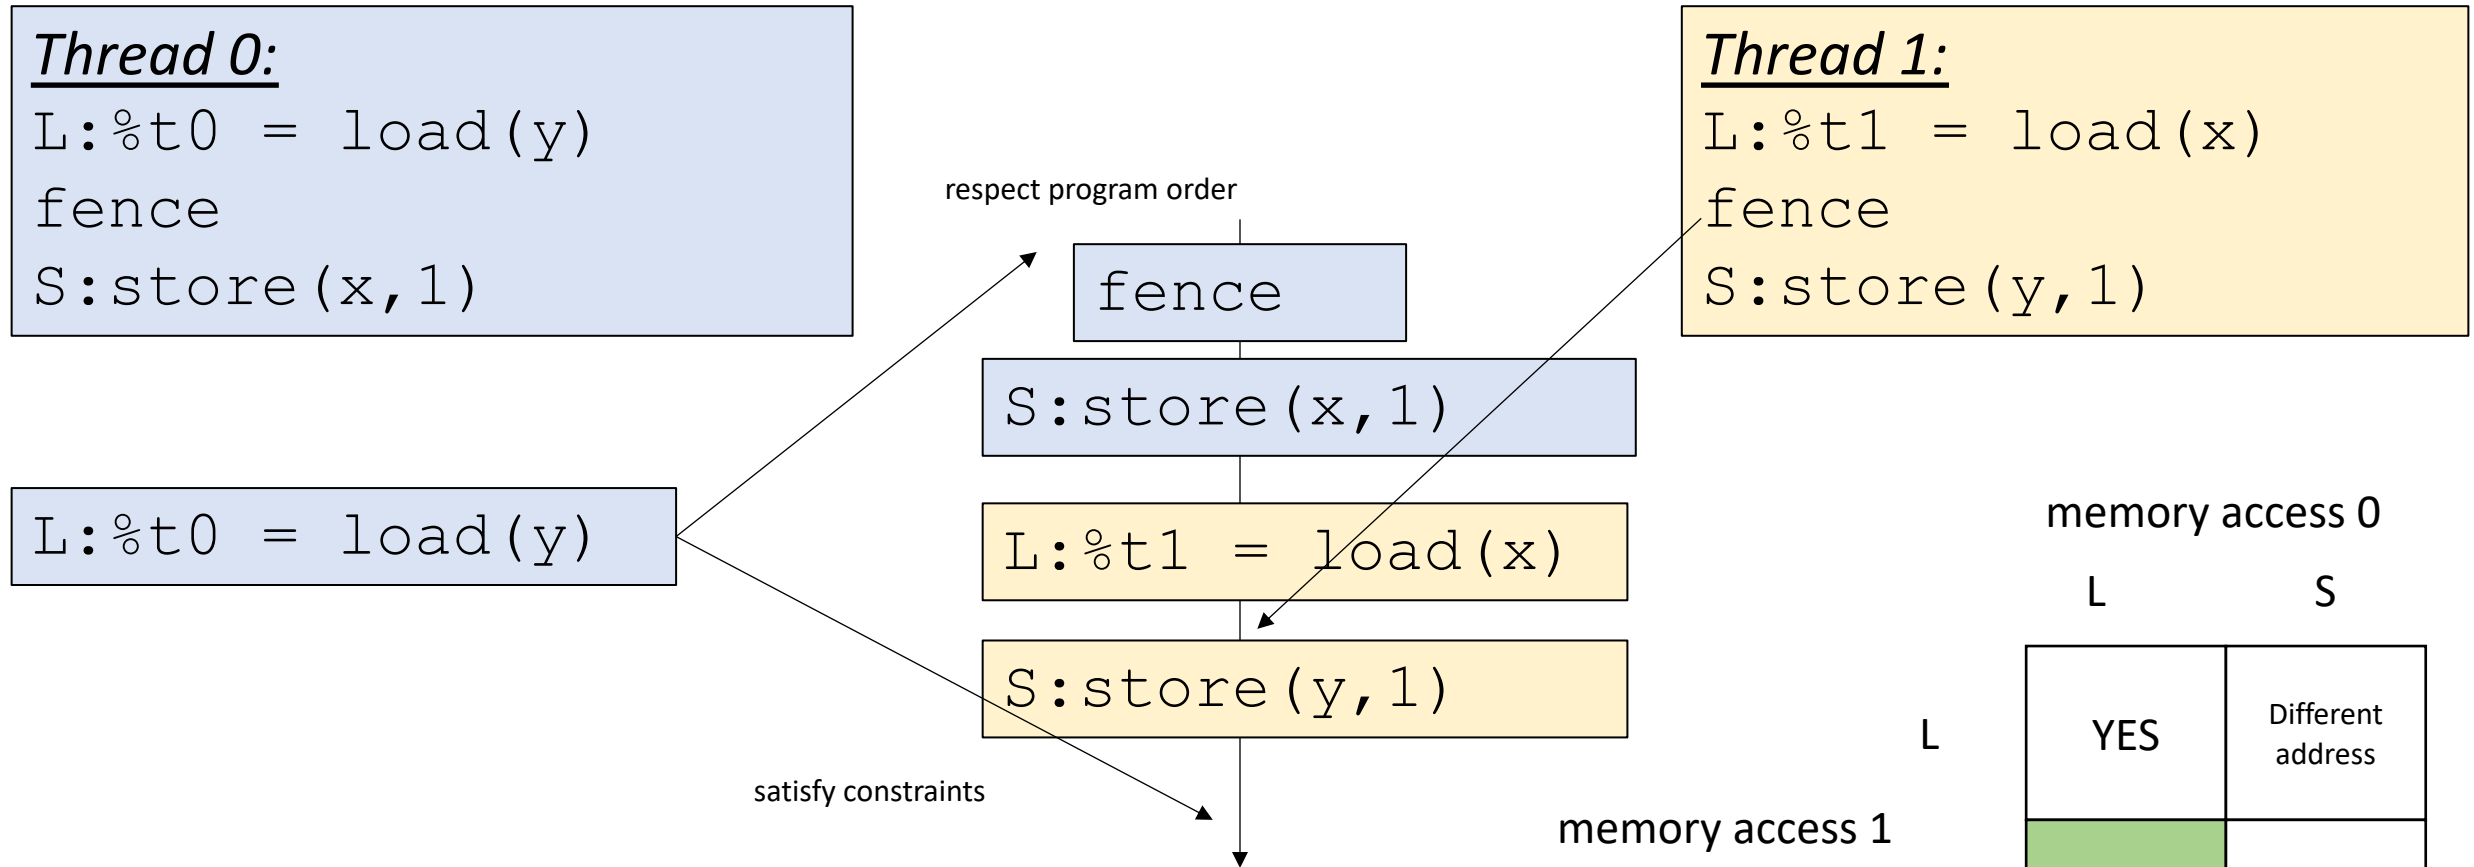 Thread 0:
L:%t0 = load(y)
fence
S:store(x,1)
Thread 1:
L:%t1 = load(x)
fence
S:store(y,1)
respect program order
fence
S:store(x,1)
L:%t0 = load(y)
L:%t1 = load(x)
S:store(y,1)
satisfy constraints
memory access 0
L S
L YES Different
address
memory access 1